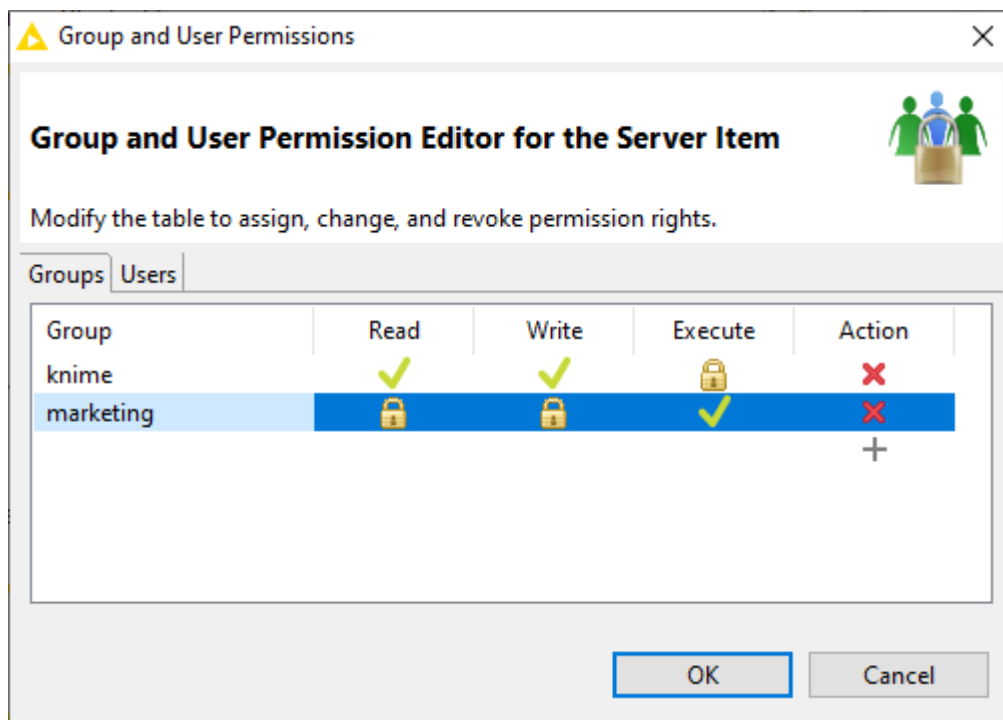 Group and User Permissions
Group and User Permission Editor for the Server Item
Modify the table to assign, change, and revoke permission rights.
Groups Users
Group Read Write Execute Action
knime
marketing
OK Cancel